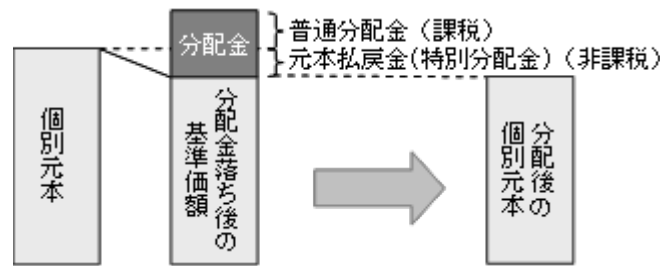 分配金
普通分配金（課税）
元本払戻金(特別分配金)（非課税）
個別元本
分配金落ち後の
基準価額
分配後の
個別元本